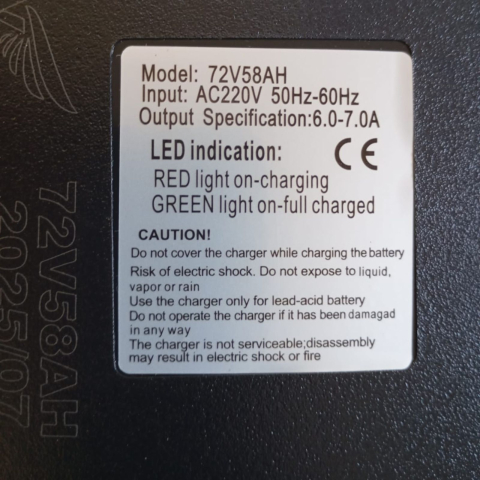 Model: 72V58AH
Input: AC220V 50Hz-60Hz
Output Specification:6.0-7.0A
LED indication:
CE
RED light on-charging
GREEN light on-full charged
CAUTION!
Do not cover the charger while charging the battery
Risk of electric shock. Do not expose to liquid,
vapor or rain
Use the charger only for lead-acid battery
Do not operate the charger if it has been damagad
in any way
The charger is not serviceable;disassembly
may result in electric shock or fire
72V58AH
2025/07